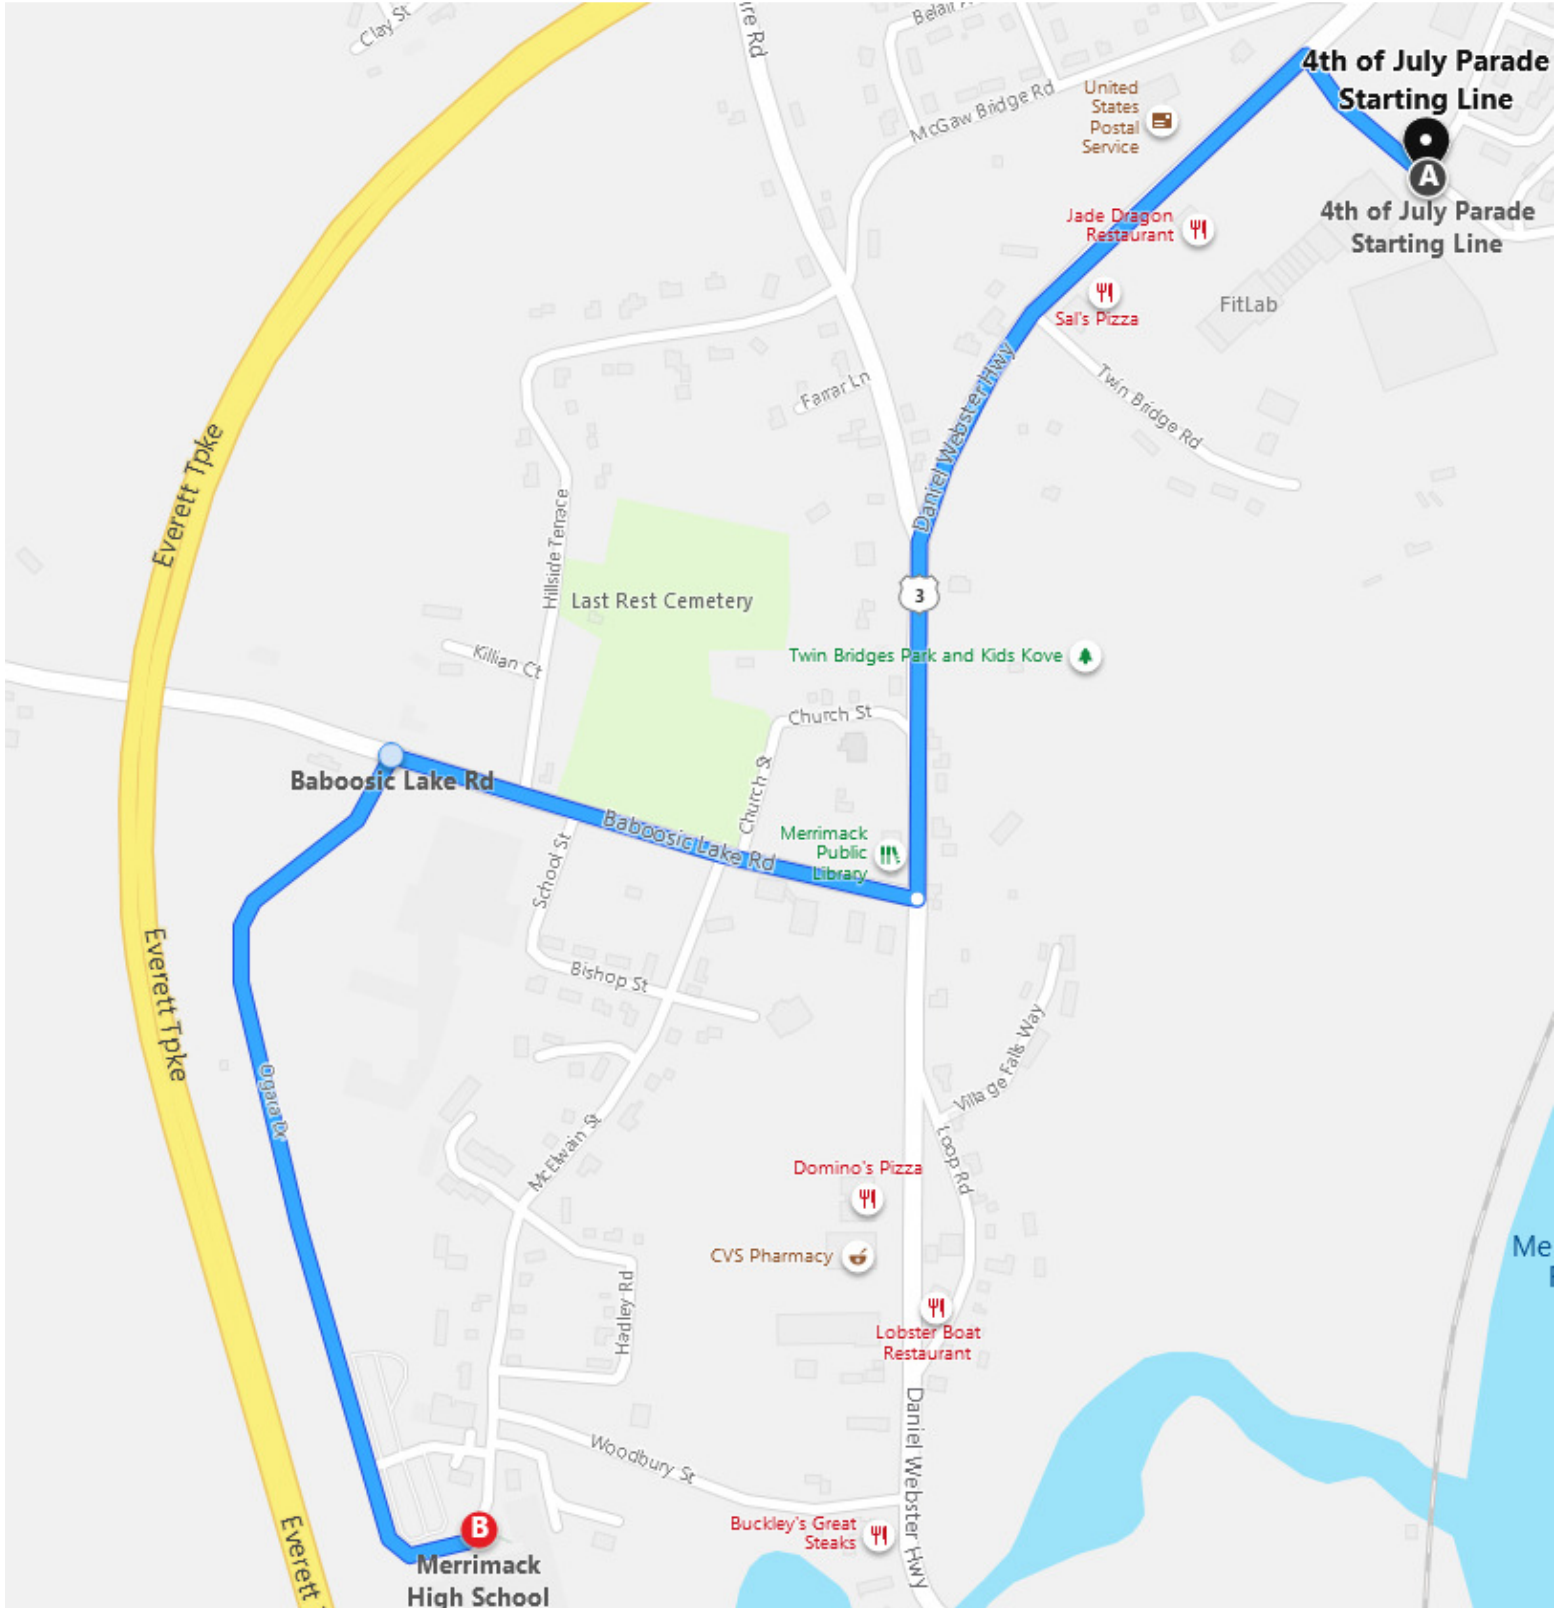 Clay St
Belair
4th of July Parade
Starting Line
United
States
Postal
Service
McGaw Bridge Rd
A
4th of July Parade
Starting Line
Jade Dragon
Restaurant
Sal's Pizza
FitLab
Daniel Webster Hwy
Twin Bridge Rd
Farrar Ln
Everett Tpke
Hillside Terrace
Last Rest Cemetery
3
Killian Ct
Twin Bridges Park and Kids Kove
Church St
Church St
Baboosic Lake Rd
Baboosic Lake Rd
Merrimack
Public
Library
School St
Bishop St
Everett Tpke
Ogara Dr
Village Falls Way
McElwain St
Loop Rd
Domino's Pizza
CVS Pharmacy
Me
Hadley Rd
Lobster Boat
Restaurant
Woodbury St
Daniel Webster Hwy
Buckley's Great
Steaks
B
Merrimack
High School
Everett